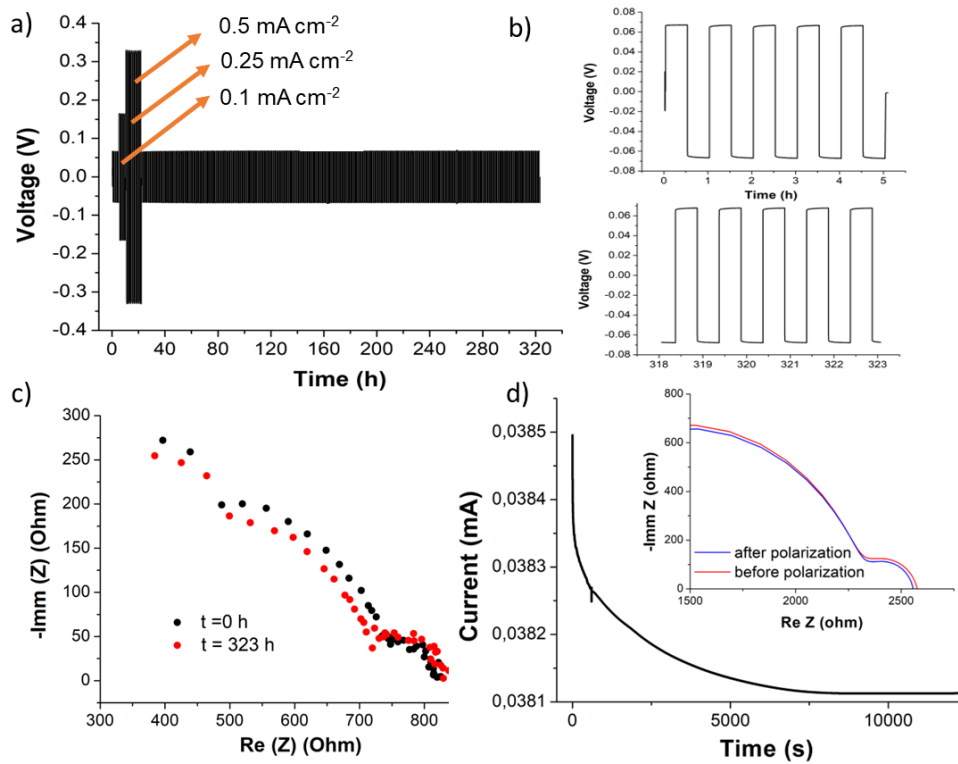 a)
0.5 mA cm-2
0.25 mA cm-2
0.1 mA cm-2
Voltage (V)
0.4
0.3
0.2
0.1
0.0
-0.1
-0.2
-0.3
-0.4
0 40 80 120 160 200 240 280 320
Time (h)
b)
Voltage (V)
0.08
0.06
0.04
0.02
0.00
-0.02
-0.04
-0.06
-0.08
0 1 2 3 4 5
Time (h)
Voltage (V)
0.06
0.04
0.02
0.00
-0.02
-0.04
-0.06
-0.08
318 319 320 321 322 323
Time (h)
c)
-Imm (Z) (Ohm)
300
250
200
150
100
50
0
t =0 h
t = 323 h
300 400 500 600 700 800
Re (Z) (Ohm)
d)
Current (mA)
0,0385
0,0384
0,0383
0,0382
0,0381
0 5000 10000
Time (s)
-Imm Z (ohm)
800
600
400
200
0
after polarization
before polarization
1500 2000 2500
Re Z (ohm)